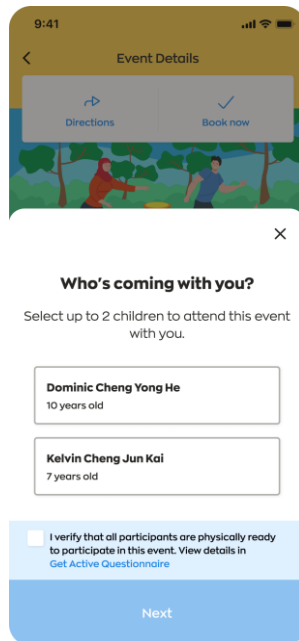 9:41
Event Details
Directions
Book now
Who's coming with you?
Select up to 2 children to attend this event
with you.
Dominic Cheng Yong He
10 years old
Kelvin Cheng Jun Kai
7 years old
I verify that all participants are physically ready
to participate in this event. View details in
Get Active Questionnaire
Next